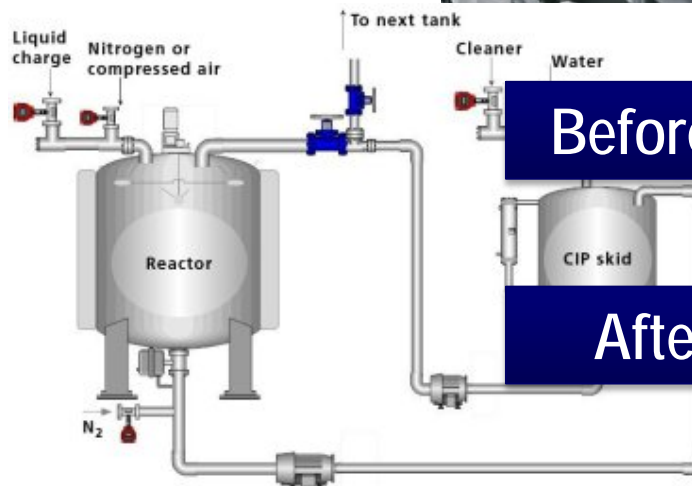 To next tank
Liquid
charge
Nitrogen or
compressed air
Cleaner
Water
Reactor
CIP skid
N2